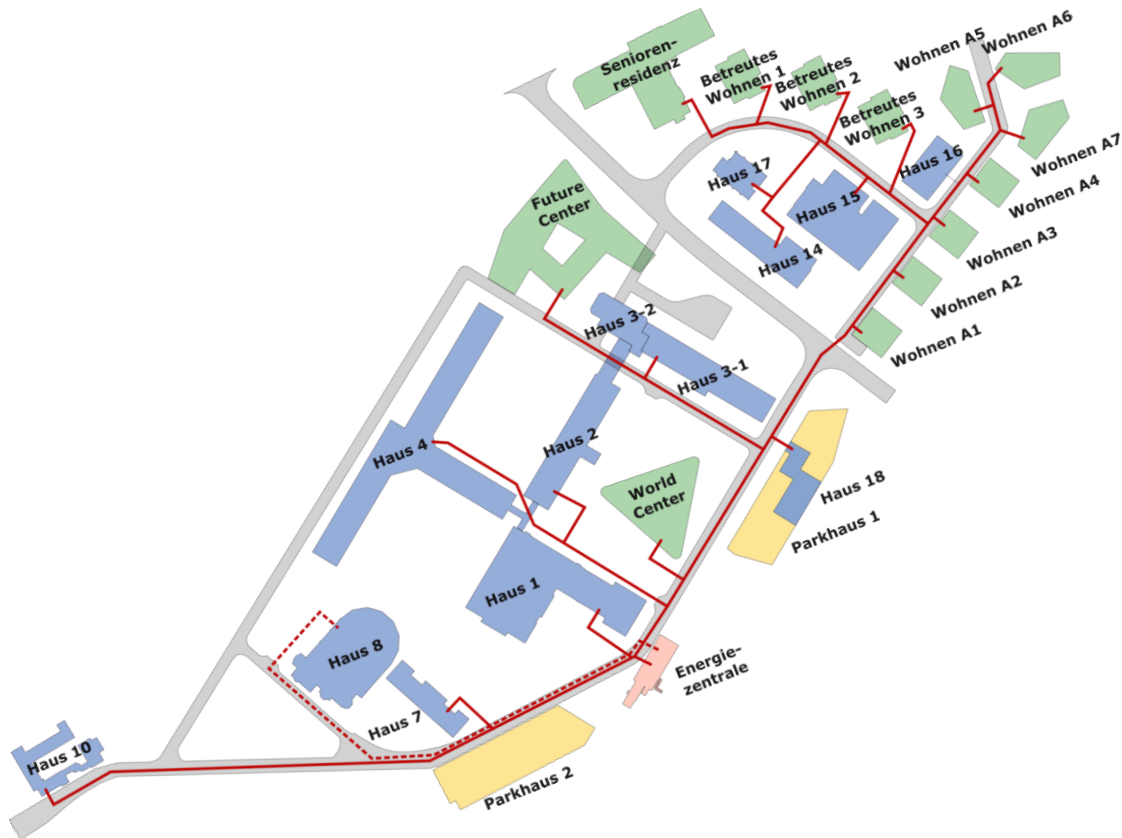 Senioren-
residenz
Betreutes
Wohnen 1
Betreutes
Wohnen 2
Betreutes
Wohnen 3
Wohnen A5
Wohnen A6
Wohnen A7
Wohnen A4
Wohnen A3
Wohnen A2
Wohnen A1
Haus 16
Haus 17
Haus 15
Haus 14
Future
Center
Haus 3-2
Haus 3-1
Haus 2
Haus 4
World
Center
Haus 18
Parkhaus 1
Haus 1
Haus 8
Haus 7
Energie-
zentrale
Haus 10
Parkhaus 2